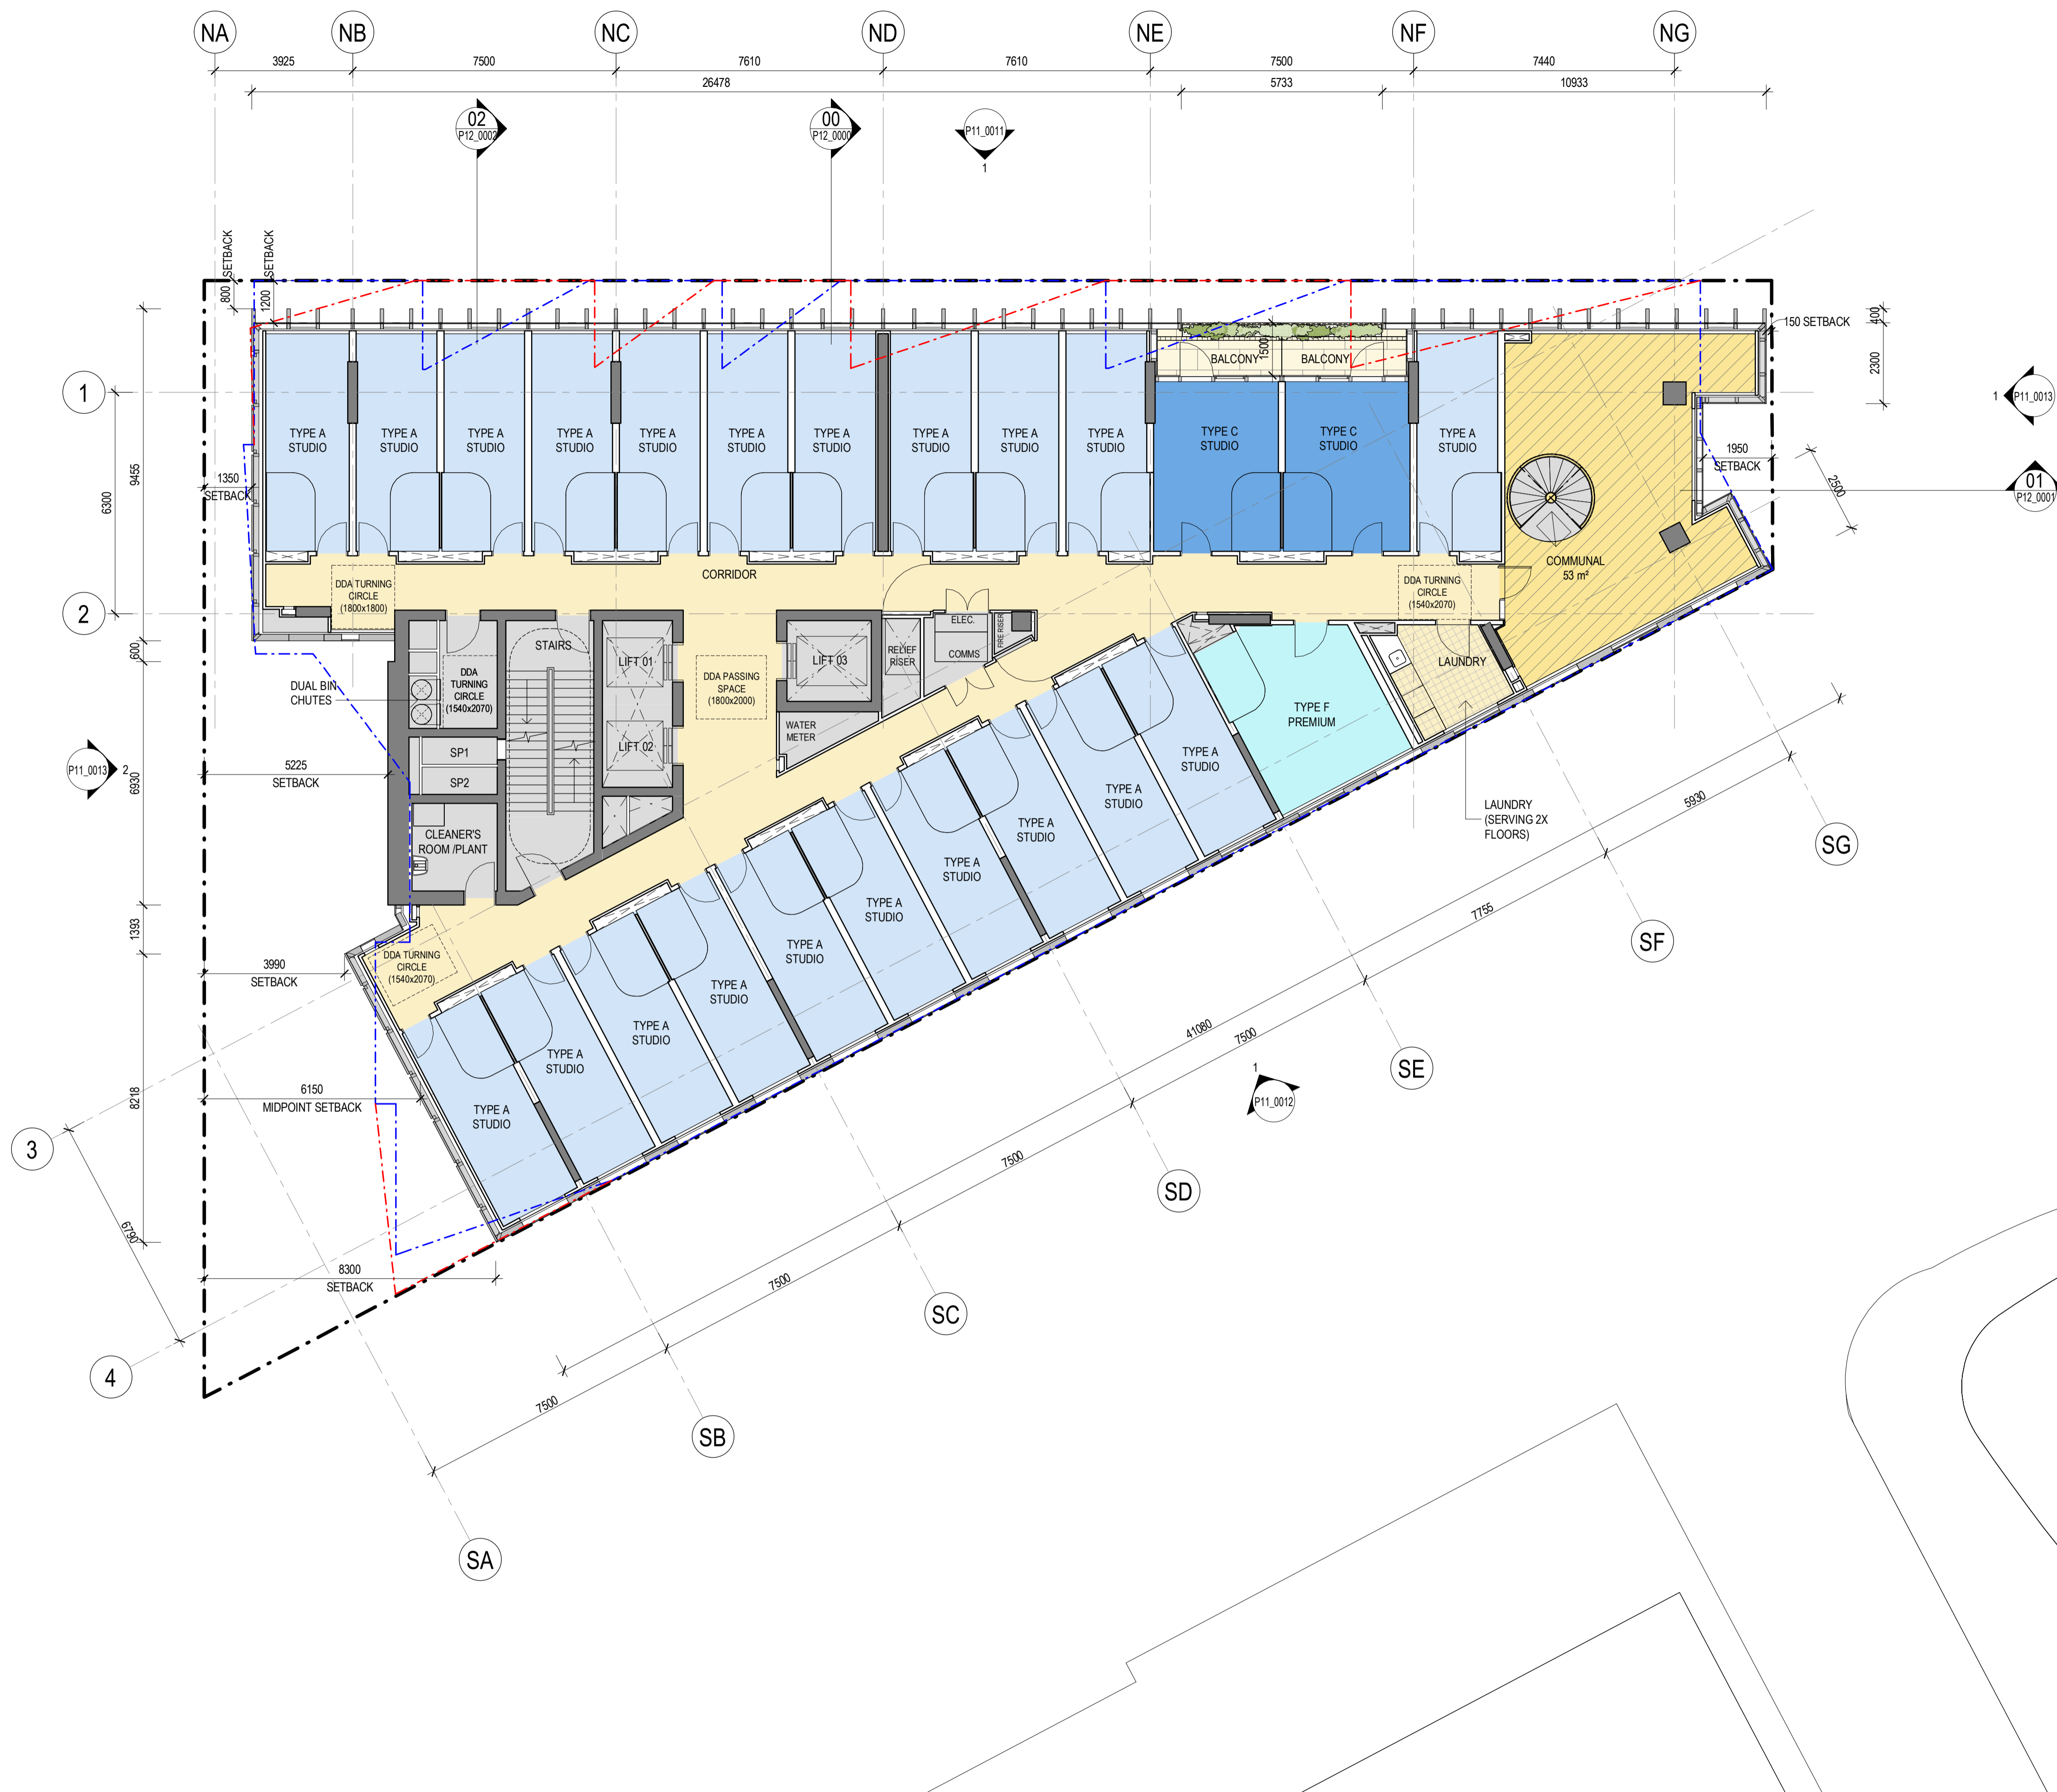 NA
NB
NC
ND
NE
NF
NG
3925
7500
7610
7610
7500
7440
26478
5733
10933
02
P12_0002
00
P12_0000
P11_0011
1
800
SETBACK
1200
SETBACK
400
150 SETBACK
2300
BALCONY
1500
BALCONY
1
1
P11_0013
TYPE A
STUDIO
TYPE A
STUDIO
TYPE A
STUDIO
TYPE A
STUDIO
TYPE A
STUDIO
TYPE A
STUDIO
TYPE A
STUDIO
TYPE A
STUDIO
TYPE A
STUDIO
TYPE A
STUDIO
TYPE C
STUDIO
TYPE C
STUDIO
TYPE A
STUDIO
9455
6300
1350
SETBACK
1950
SETBACK
2500
01
P12_0001
COMMUNAL
53 m²
CORRIDOR
DDA TURNING
CIRCLE
(1800x1800)
DDA TURNING
CIRCLE
(1540x2070)
2
600
STAIRS
LIFT 01
LIFT 03
LIFT 02
DDA PASSING
SPACE
(1800x2000)
RELIEF
RISER
ELEC.
COMMS
FIRE RISER
LAUNDRY
DUAL BIN
CHUTES
DDA
TURNING
CIRCLE
(1540x2070)
WATER
METER
TYPE F
PREMIUM
SP1
SP2
P11_0013
2
6930
5225
SETBACK
CLEANER'S
ROOM /PLANT
LAUNDRY
(SERVING 2X
FLOORS)
TYPE A
STUDIO
TYPE A
STUDIO
TYPE A
STUDIO
TYPE A
STUDIO
TYPE A
STUDIO
TYPE A
STUDIO
TYPE A
STUDIO
TYPE A
STUDIO
TYPE A
STUDIO
TYPE A
STUDIO
1393
3990
SETBACK
DDA TURNING
CIRCLE
(1540x2070)
8218
6150
MIDPOINT SETBACK
3
6790
4
8300
SETBACK
5930
7755
41080
7500
7500
7500
7500
7500
1
P11_0012
SG
SF
SE
SD
SC
SB
SA